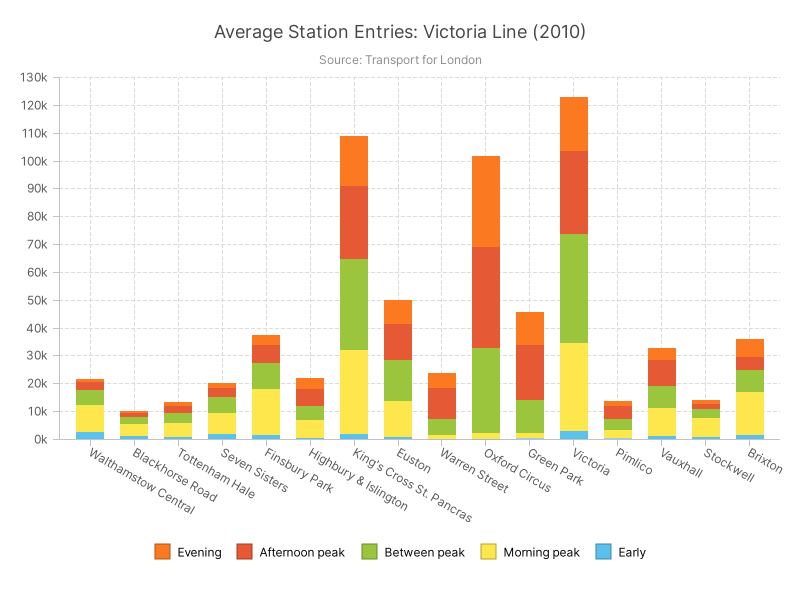 Average Station Entries: Victoria Line (2010)
Source: Transport for London
130k
120k
110k
100k
90k
80k
70k
60k
50k
40k
30k
20k
10k
0k
Walthamstow Central
Blackhorse Road
Tottenham Hale
Seven Sisters
Finsbury Park
Highbury & Islington
King's Cross St. Pancras
Euston
Warren Street
Oxford Circus
Green Park
Victoria
Pimlico
Vauxhall
Stockwell
Brixton
Evening
Afternoon peak
Between peak
Morning peak
Early